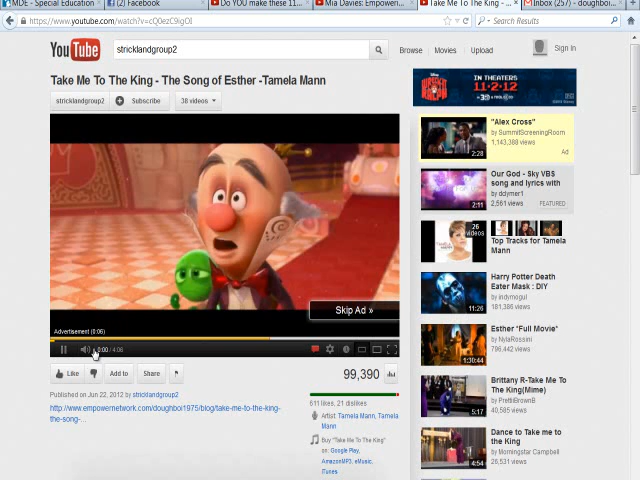 MDE - Special Education
(2) Facebook
Do YOU make these 11...
Mia Davies: Empower...
Take Me To The King - ...
Inbox (257) - doughboi...
https://www.youtube.com/watch?v=cQ0ezC9igOI
Search Results
YouTube
stricklandgroup2
Browse Movies Upload
Sign In
Take Me To The King - The Song of Esther -Tamela Mann
stricklandgroup2 Subscribe 38 videos
IN THEATERS
11•2•12
Skip Ad »
Advertisement (0:06)
0:00 / 4:06
Like Add to Share
99,390
Published on Jun 22, 2012 by stricklandgroup2
http://www.empowernetwork.com/doughboi1975/blog/take-me-to-the-king-
the-song-...
611 likes, 21 dislikes
Artist: Tamela Mann, Tamela
Mann
Buy "Take Me To The King"
on: Google Play,
AmazonMP3, eMusic,
iTunes
"Alex Cross"
by SummitScreeningRoom
1,143,388 views
Ad
2:28
Our God - Sky VBS
song and lyrics with
by ddymer1
2,561 views FEATURED
2:11
26
videos
Top Tracks for Tamela
Mann
Harry Potter Death
Eater Mask : DIY
by indymogul
181,386 views
11:26
Esther *Full Movie*
by NylaRossini
796,442 views
1:30:44
Brittany R-Take Me To
The King(Mime)
by PrettiBrownB
40,585 views
5:17
Dance to Take me to
the King
by Morningstar Campbell
26,531 views
4:54